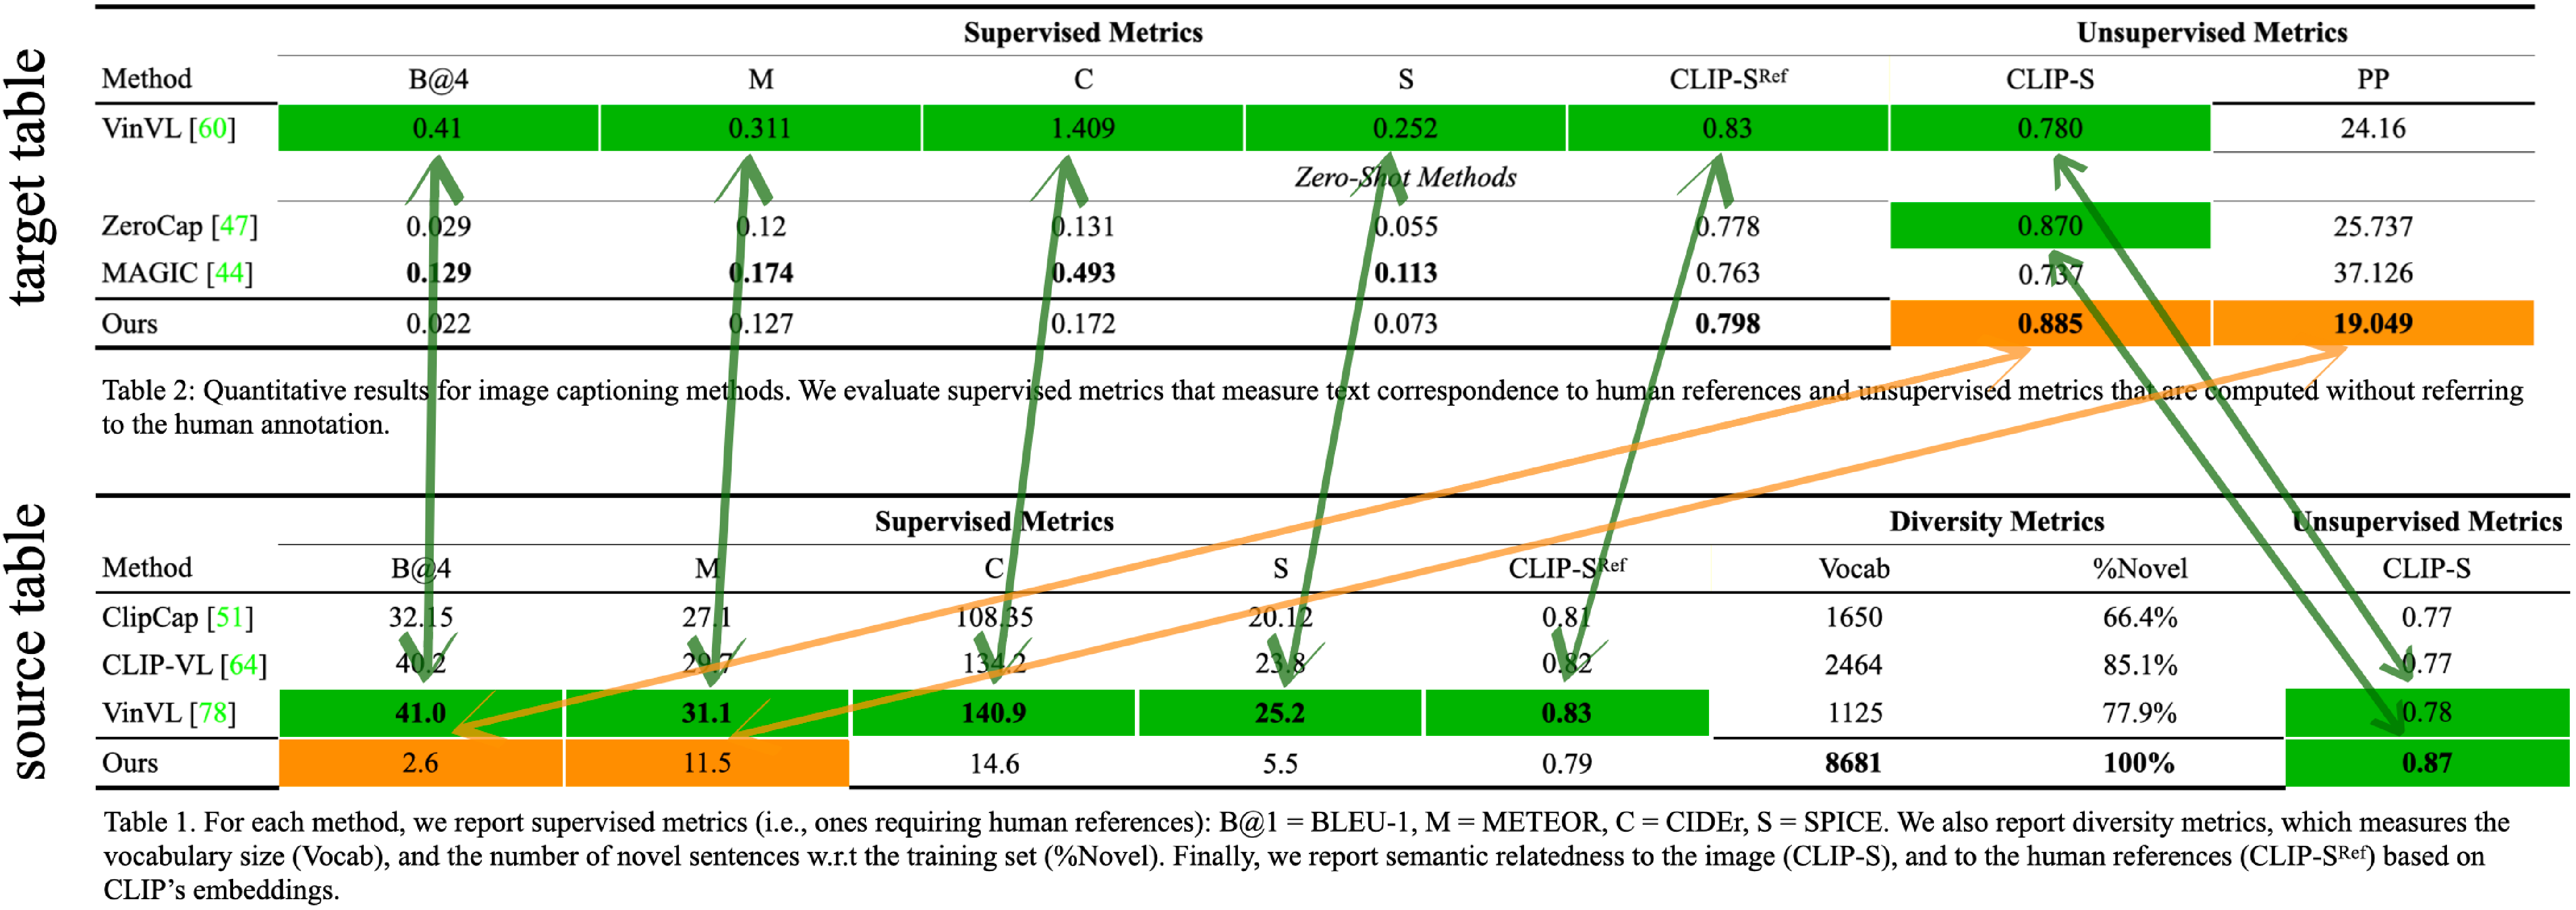 target table
Supervised Metrics Unsupervised Metrics
Method B@4 M C S CLIP-SRef CLIP-S PP
VinVL [60] 0.41 0.311 1.409 0.252 0.83 0.780 24.16
Zero-Shot Methods
ZeroCap [47] 0.029 0.12 0.131 0.055 0.778 0.870 25.737
MAGIC [44] 0.129 0.174 0.493 0.113 0.763 0.737 37.126
Ours 0.022 0.127 0.172 0.073 0.798 0.885 19.049
Table 2: Quantitative results for image captioning methods. We evaluate supervised metrics that measure text correspondence to human references and unsupervised metrics that are computed without referring
to the human annotation.
source table
Supervised Metrics Diversity Metrics Unsupervised Metrics
Method B@4 M C S CLIP-SRef Vocab %Novel CLIP-S
ClipCap [51] 32.15 27.1 108.35 20.12 0.81 1650 66.4% 0.77
CLIP-VL [64] 40.2 29.7 134.2 23.8 0.82 2464 85.1% 0.77
VinVL [78] 41.0 31.1 140.9 25.2 0.83 1125 77.9% 0.78
Ours 2.6 11.5 14.6 5.5 0.79 8681 100% 0.87
Table 1. For each method, we report supervised metrics (i.e., ones requiring human references): B@1 = BLEU-1, M = METEOR, C = CIDEr, S = SPICE. We also report diversity metrics, which measures the
vocabulary size (Vocab), and the number of novel sentences w.r.t the training set (%Novel). Finally, we report semantic relatedness to the image (CLIP-S), and to the human references (CLIP-SRef) based on
CLIP's embeddings.